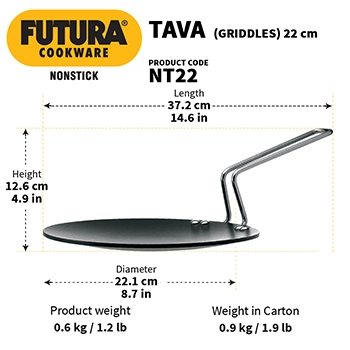 FUTURA®
COOKWARE
NONSTICK
TAVA (GRIDDLES) 22 cm
PRODUCT CODE
NT22
Length
37.2 cm
14.6 in
Height
12.6 cm
4.9 in
Diameter
22.1 cm
8.7 in
Product weight
0.6 kg / 1.2 lb
Weight in Carton
0.9 kg / 1.9 lb